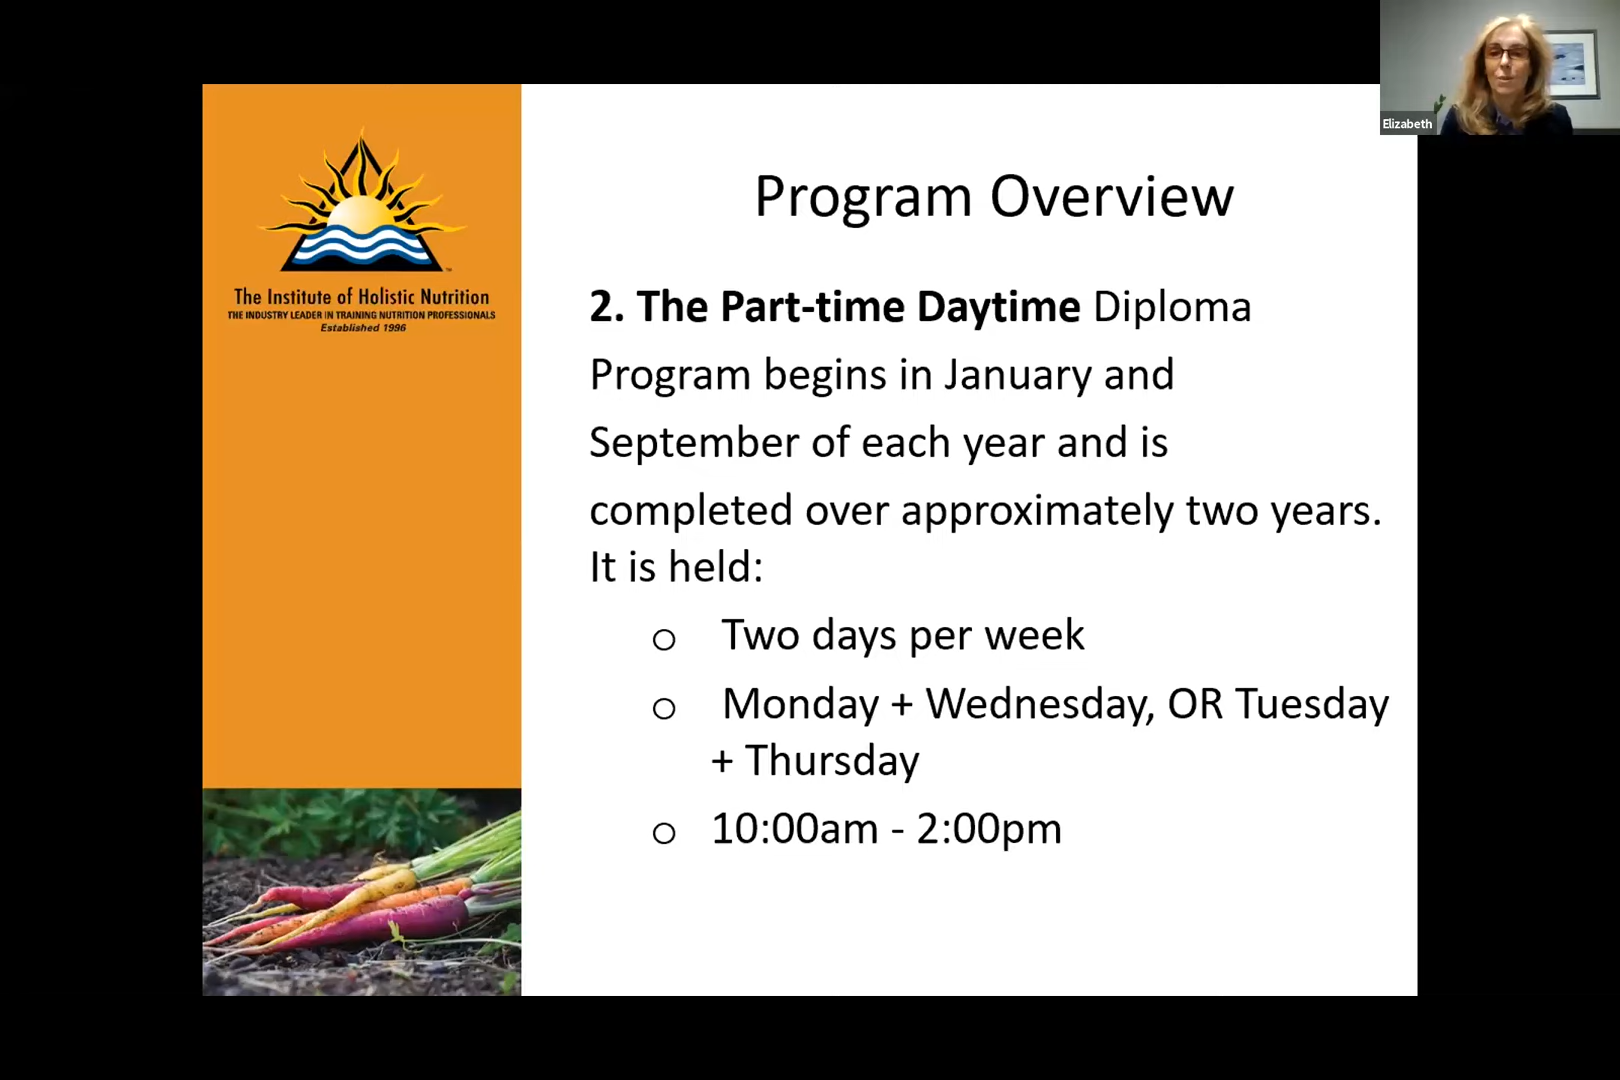 Elizabeth
The Institute of Holistic Nutrition
THE INDUSTRY LEADER IN TRAINING NUTRITION PROFESSIONALS
Established 1996
Program Overview
2. The Part-time Daytime Diploma
Program begins in January and
September of each year and is
completed over approximately two years.
It is held:
o Two days per week
o Monday + Wednesday, OR Tuesday
+ Thursday
o 10:00am - 2:00pm